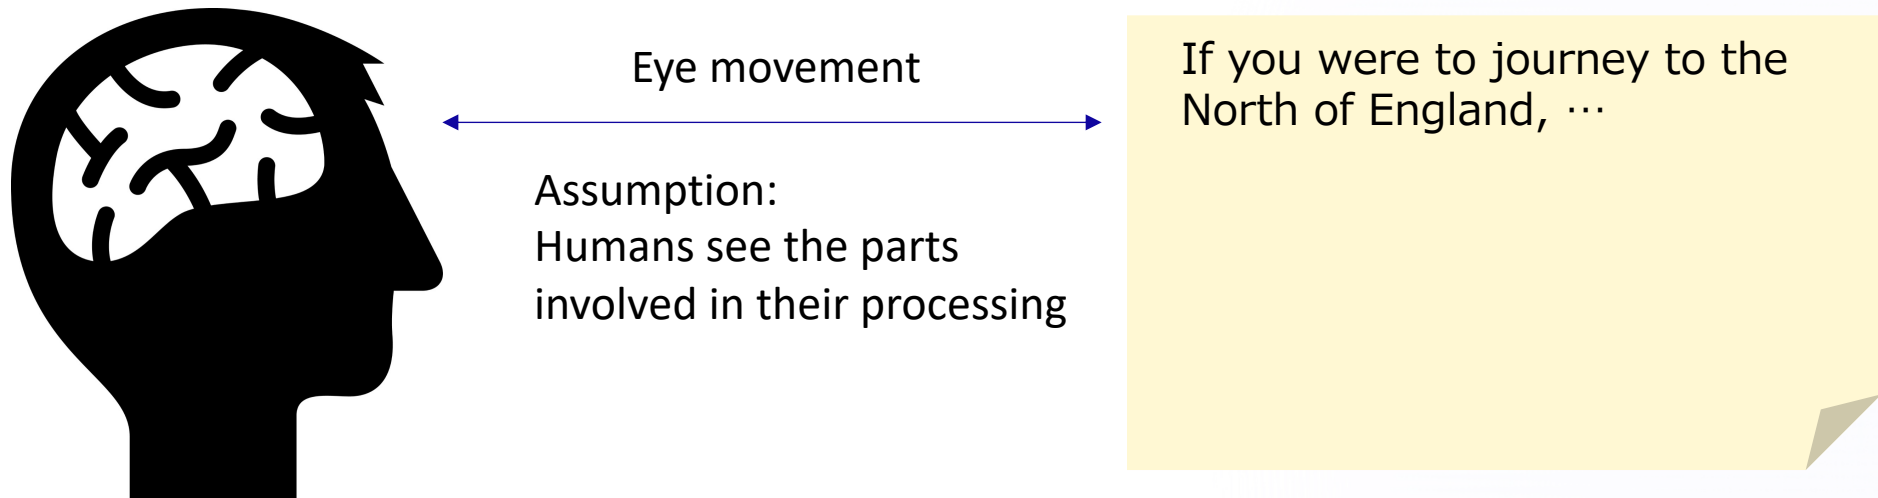 Eye movement
Assumption:
Humans see the parts
involved in their processing
If you were to journey to the
North of England, ⋯